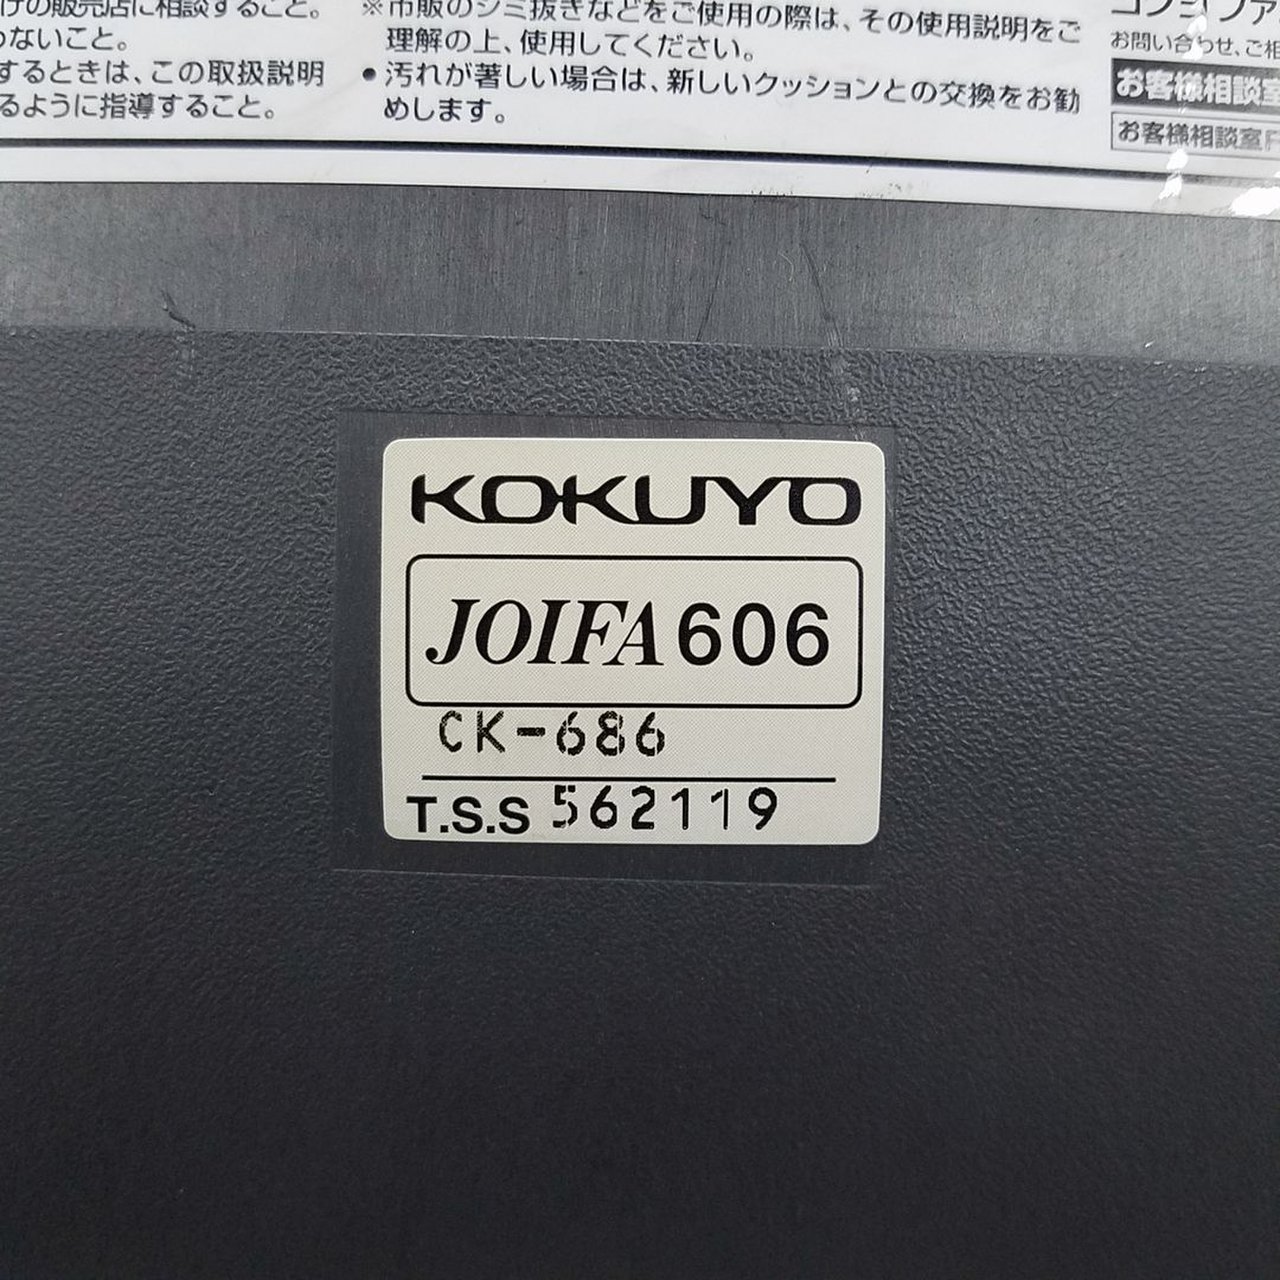 けの販売店に相談すること。
わないこと。
するときは、この取扱説明
るように指導すること。
※市販のシミ抜きなどをご使用の際は、その使用説明をご
理解の上、使用してください。
●汚れが著しい場合は、新しいクッションとの交換をお勧
めします。
お問い合わせ、ご相
お客様相談室
お客様相談室F
KOKUYO
JOIFA 606
CK-686
T.S.S 562119